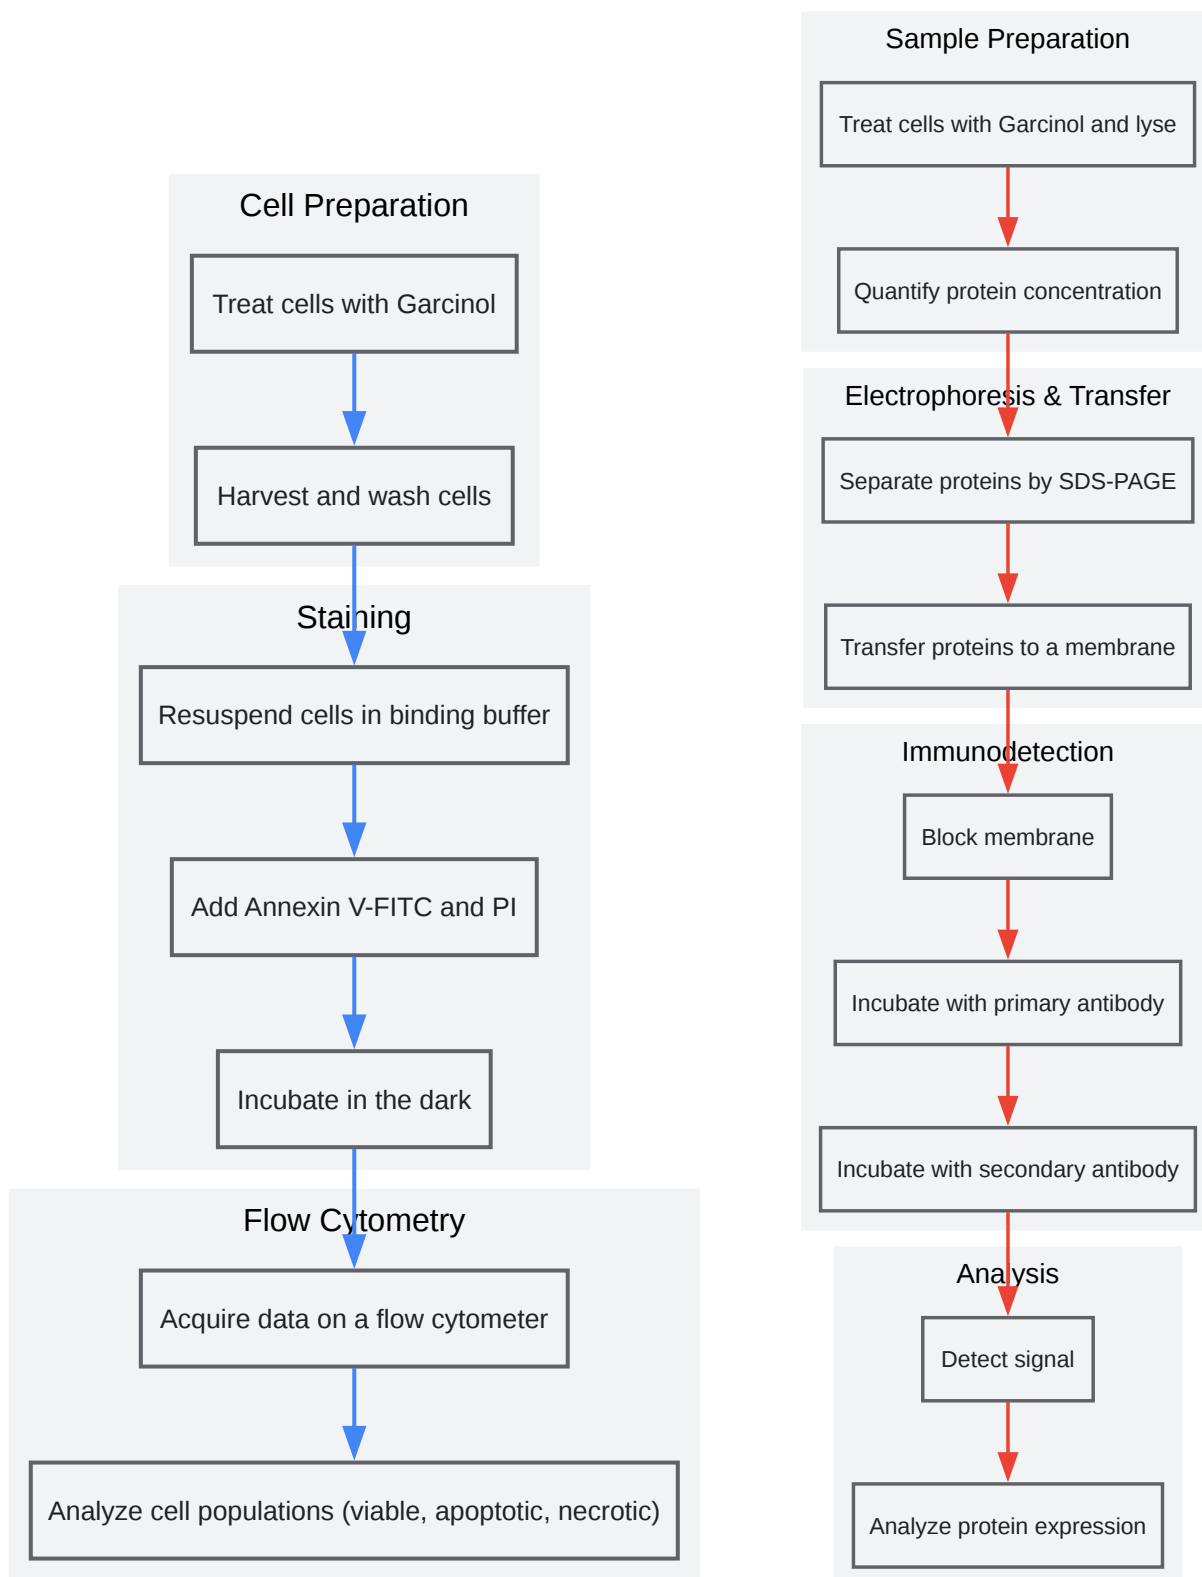 Cell Preparation
Treat cells with Garcinol
Harvest and wash cells
Staining
Resuspend cells in binding buffer
Add Annexin V-FITC and PI
Incubate in the dark
Flow Cytometry
Acquire data on a flow cytometer
Analyze cell populations (viable, apoptotic, necrotic)
Sample Preparation
Treat cells with Garcinol and lyse
Quantify protein concentration
Electrophoresis & Transfer
Separate proteins by SDS-PAGE
Transfer proteins to a membrane
Immunodetection
Block membrane
Incubate with primary antibody
Incubate with secondary antibody
Analysis
Detect signal
Analyze protein expression